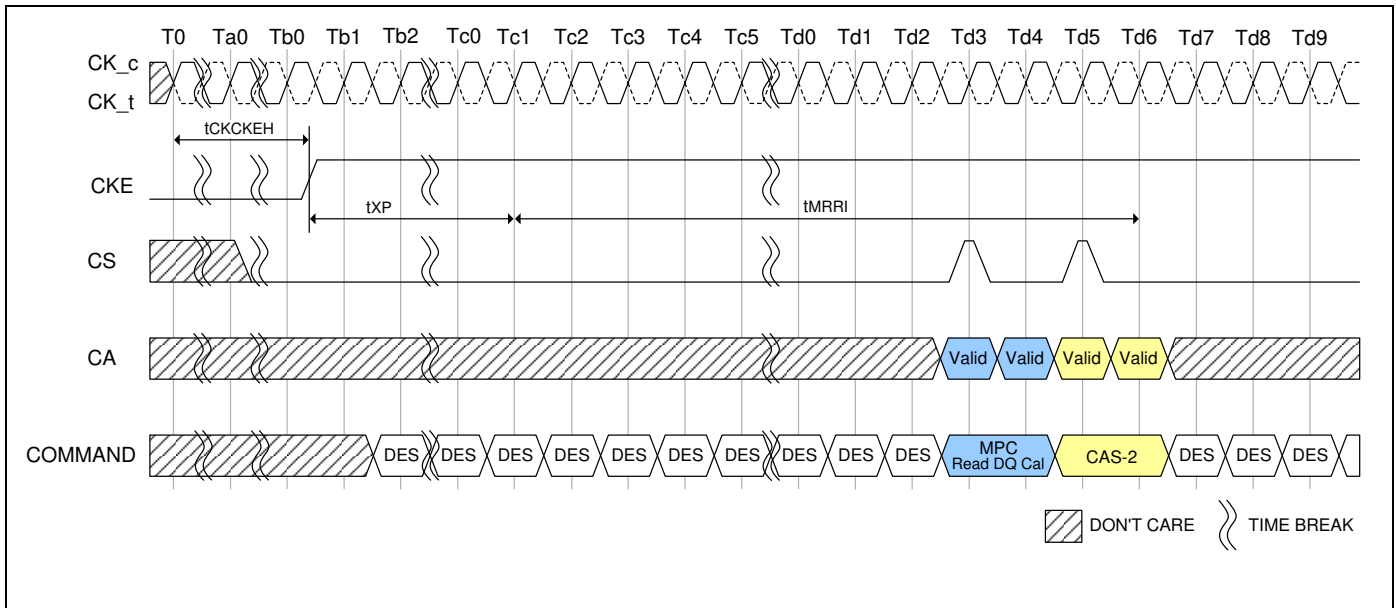 T0 Ta0 Tb0 Tb1 Tb2 Tc0 Tc1 Tc2 Tc3 Tc4 Tc5 Td0 Td1 Td2 Td3 Td4 Td5 Td6 Td7 Td8 Td9
CK_c
CK_t
tCKCKEH
CKE
tXP tMRRI
CS
CA Valid Valid Valid Valid
COMMAND DES DES DES DES DES DES DES DES DES DES MPC Read DQ Cal CAS-2 DES DES DES
DON'T CARE TIME BREAK